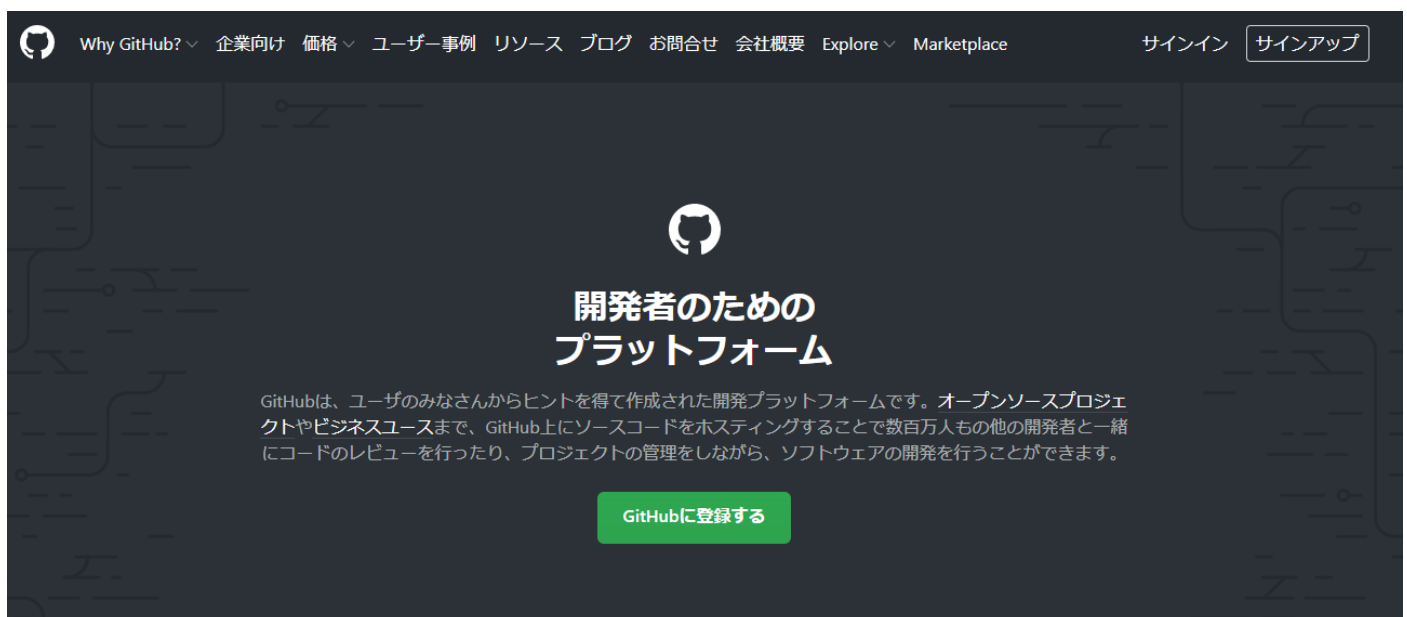 Why GitHub? 企業向け 価格 ユーザー事例 リソース ブログ お問合せ 会社概要 Explore Marketplace サインイン サインアップ
開発者のための
プラットフォーム
GitHubは、ユーザのみなさんからヒントを得て作成された開発プラットフォームです。オープンソースプロジェ
クトやビジネスユースまで、GitHub上にソースコードをホスティングすることで数百万人もの他の開発者と一緒
にコードのレビューを行ったり、プロジェクトの管理をしながら、ソフトウェアの開発を行うことができます。
GitHubに登録する